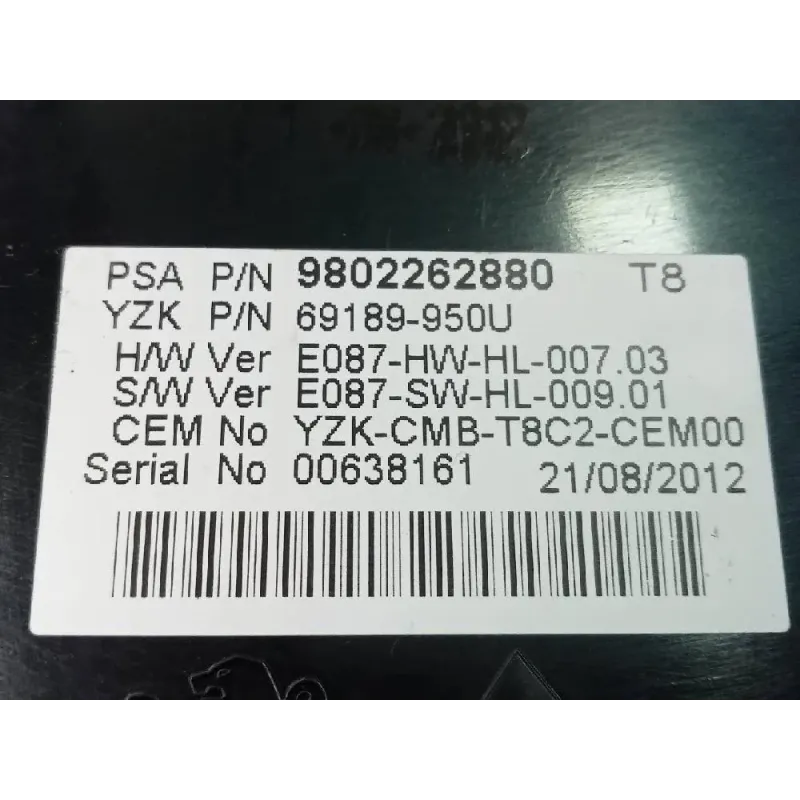 PSA P/N 9802262880 T8
YZK P/N 69189-950U
H/W Ver E087-HW-HL-007.03
S/W Ver E087-SW-HL-009.01
CEM No YZK-CMB-T8C2-CEM00
Serial No 00638161 21/08/2012